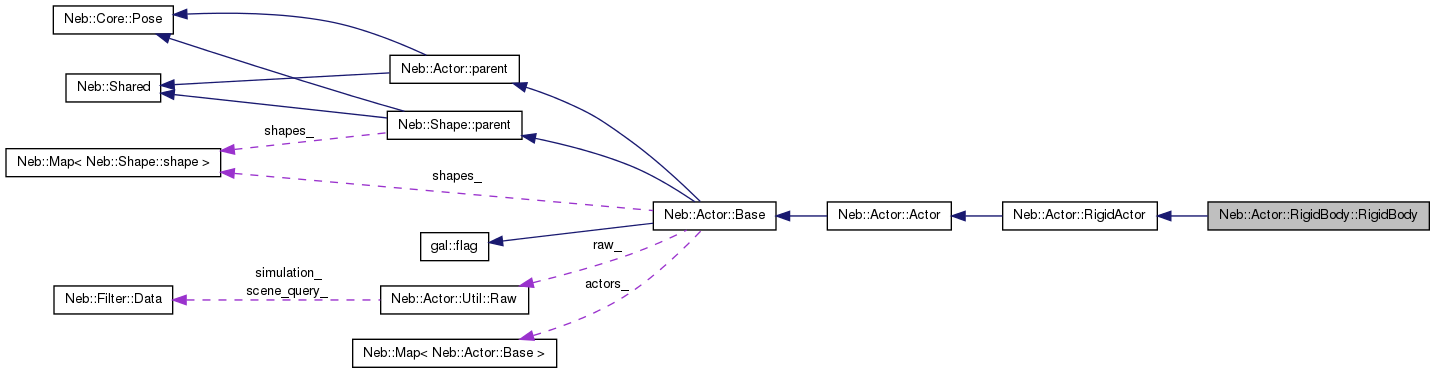 Neb::Core::Pose
Neb::Actor::parent
Neb::Shared
Neb::Shape::parent
shapes_
Neb::Map< Neb::Shape::shape >
shapes_
Neb::Actor::Base
Neb::Actor::Actor
Neb::Actor::RigidActor
Neb::Actor::RigidBody::RigidBody
gal::flag
raw_
simulation_
scene_query_
actors_
Neb::Filter::Data
Neb::Actor::Util::Raw
Neb::Map< Neb::Actor::Base >